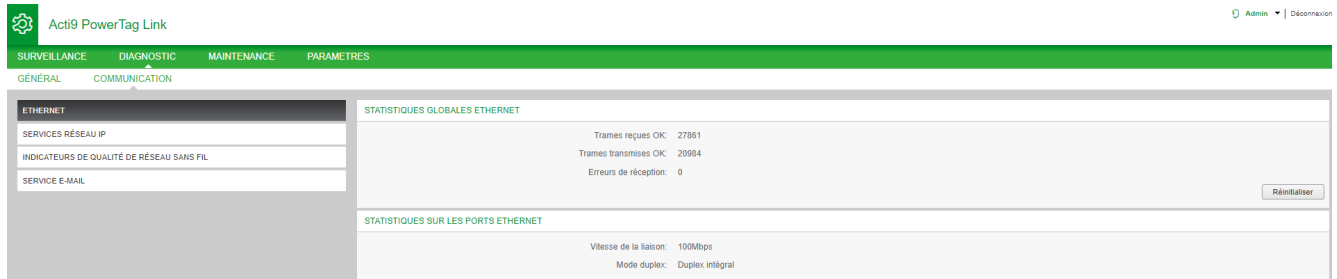 Acti9 PowerTag Link
Admin | Déconnexion
SURVEILLANCE DIAGNOSTIC MAINTENANCE PARAMETRES
GÉNÉRAL COMMUNICATION
ETHERNET
SERVICES RÉSEAU IP
INDICATEURS DE QUALITÉ DE RÉSEAU SANS FIL
SERVICE E-MAIL
STATISTIQUES GLOBALES ETHERNET
Trames reçues OK: 27861
Trames transmises OK: 20984
Erreurs de réception: 0
Réinitialiser
STATISTIQUES SUR LES PORTS ETHERNET
Vitesse de la liaison: 100Mbps
Mode duplex: Duplex intégral